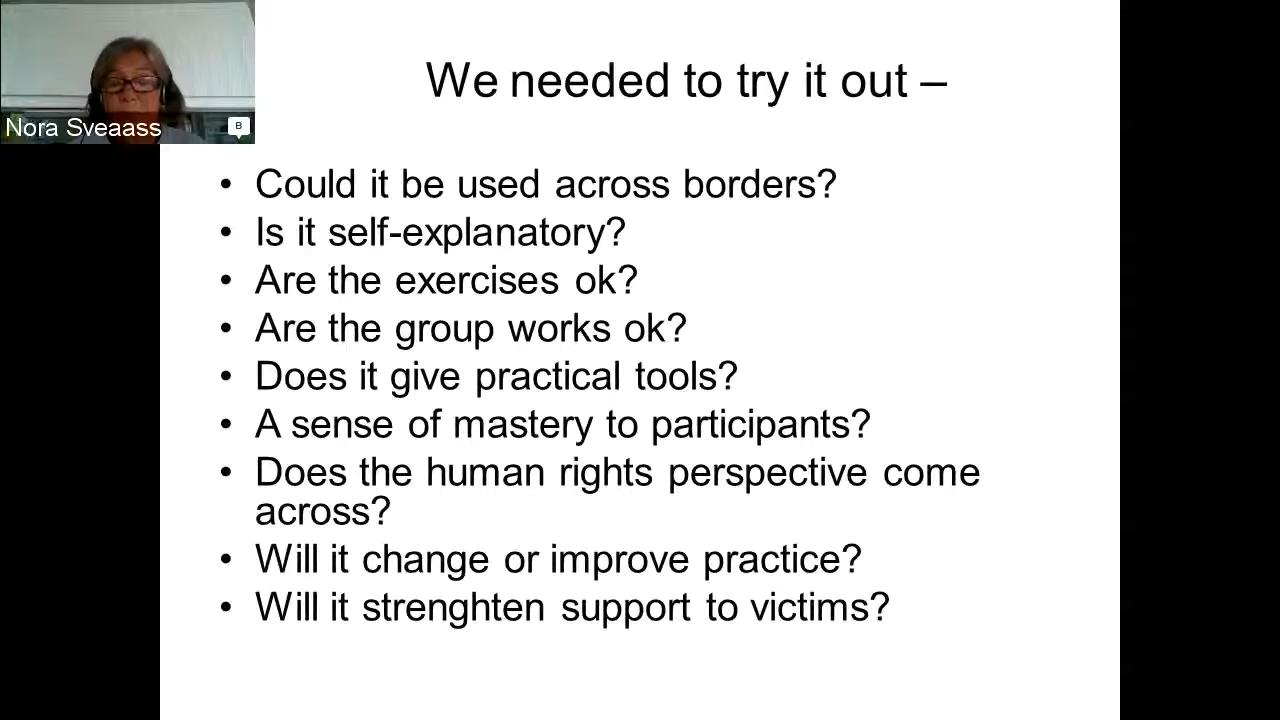 We needed to try it out –
Nora Sveaass
B
• Could it be used across borders?
• Is it self-explanatory?
• Are the exercises ok?
• Are the group works ok?
• Does it give practical tools?
• A sense of mastery to participants?
• Does the human rights perspective come
across?
• Will it change or improve practice?
• Will it strenghten support to victims?